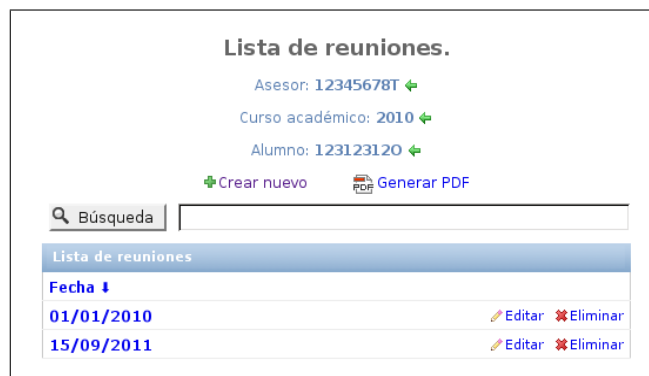 Lista de reuniones.
Asesor: 12345678T
Curso académico: 2010
Alumno: 12312312O
Crear nuevo PDF Generar PDF
Búsqueda
Lista de reuniones
Fecha
01/01/2010 Editar Eliminar
15/09/2011 Editar Eliminar